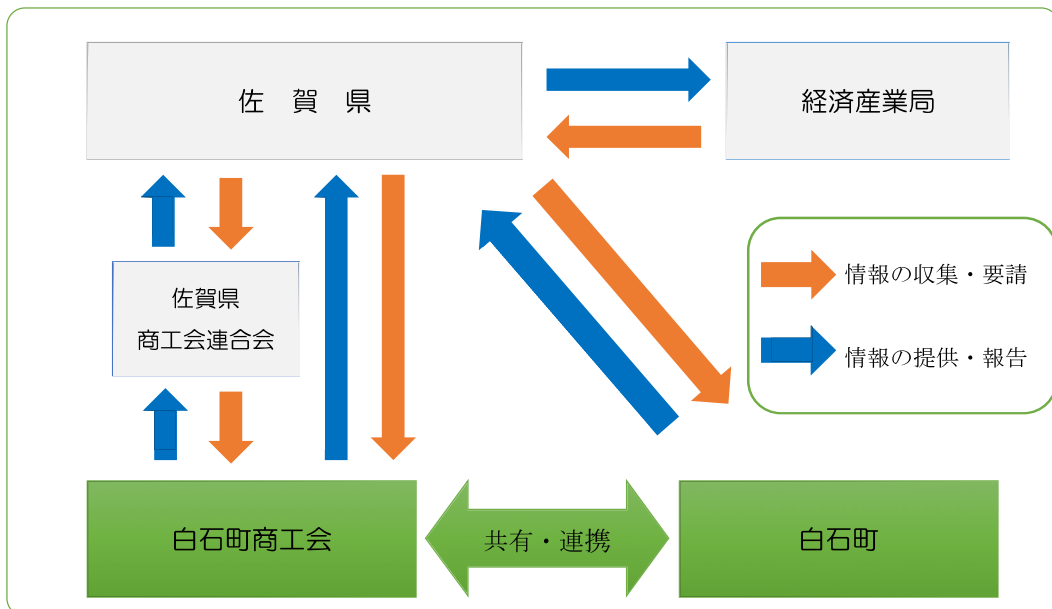 佐　賀　県
経済産業局
佐賀県
商工会連合会
情報の収集・要請
情報の提供・報告
白石町商工会
共有・連携
白石町